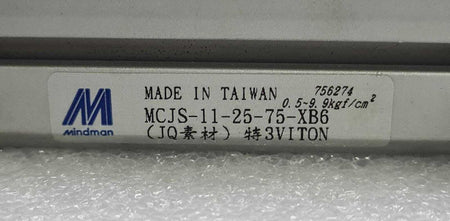 MADE IN TAIWAN 756274
0.5~9.9kgf/cm²
MCJS-11-25-75-XB6
(JQ素材) 特3VITON
Mindman